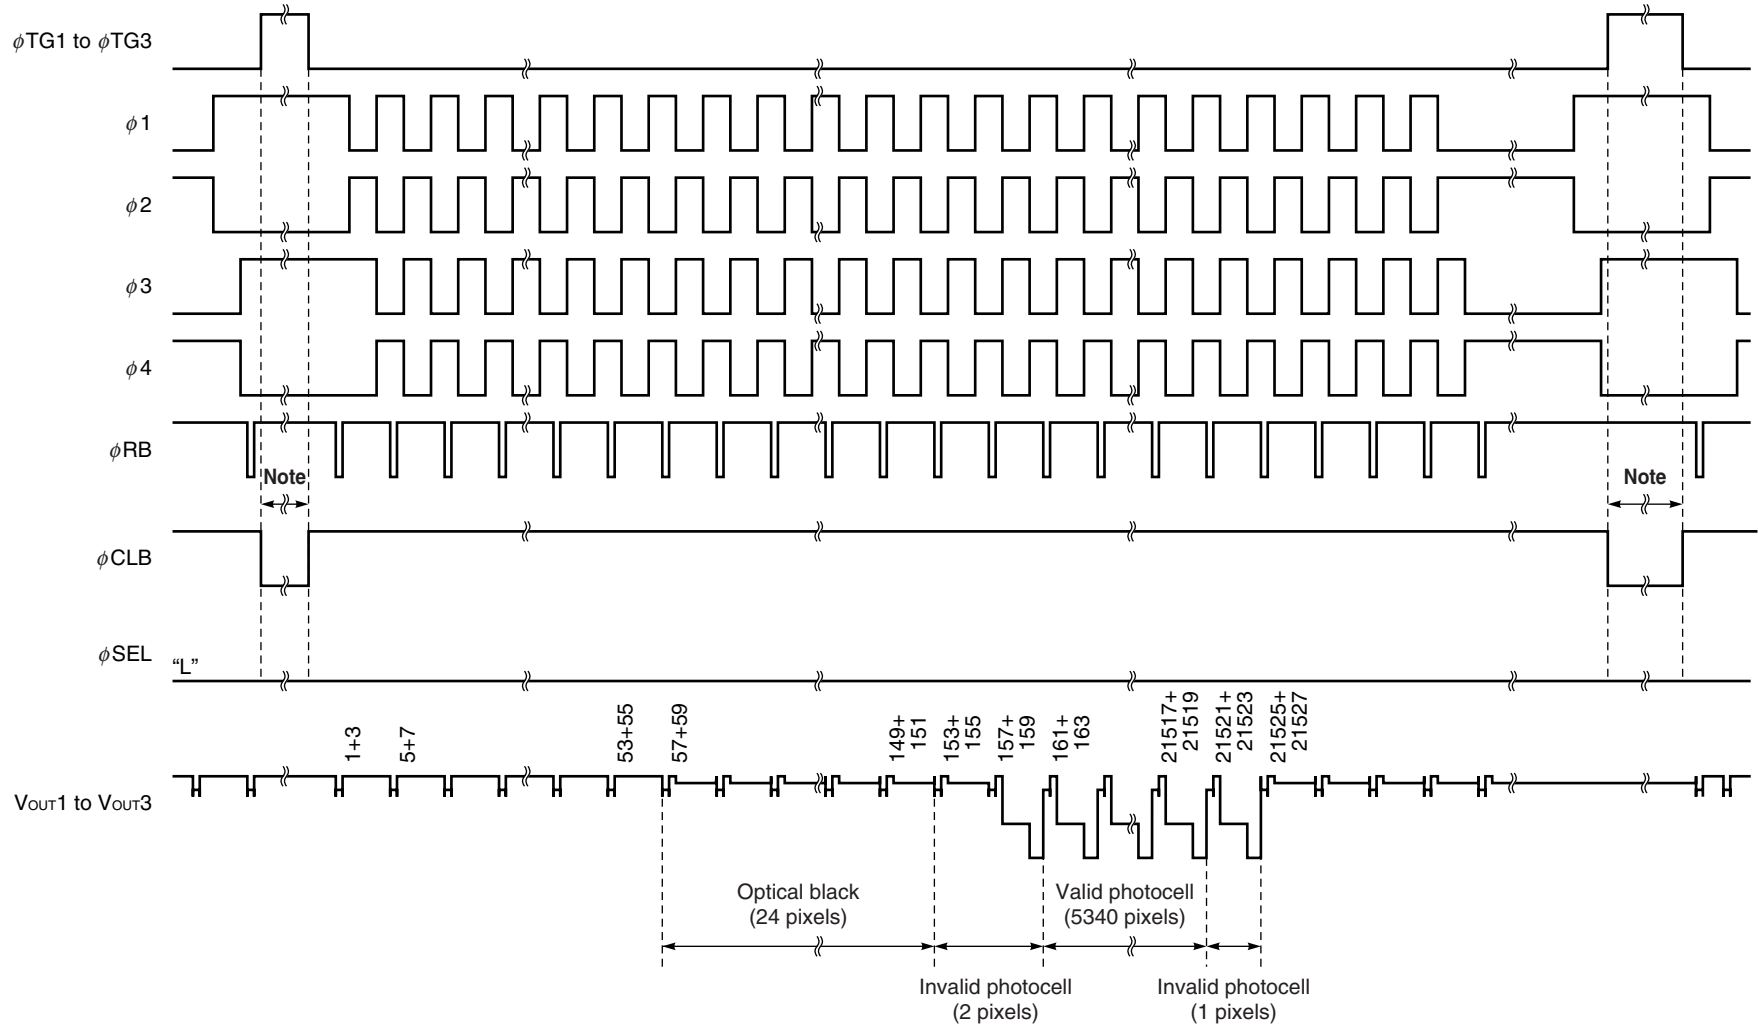 ϕTG1 to ϕTG3
ϕ1
ϕ2
ϕ3
ϕ4
ϕRB
Note
Note
ϕCLB
ϕSEL
“L”
1+3
5+7
53+55
57+59
149+
151
153+
155
157+
159
161+
163
21517+
21519
21521+
21523
21525+
21527
VOUT1 to VOUT3
Optical black
(24 pixels)
Valid photocell
(5340 pixels)
Invalid photocell
(2 pixels)
Invalid photocell
(1 pixels)